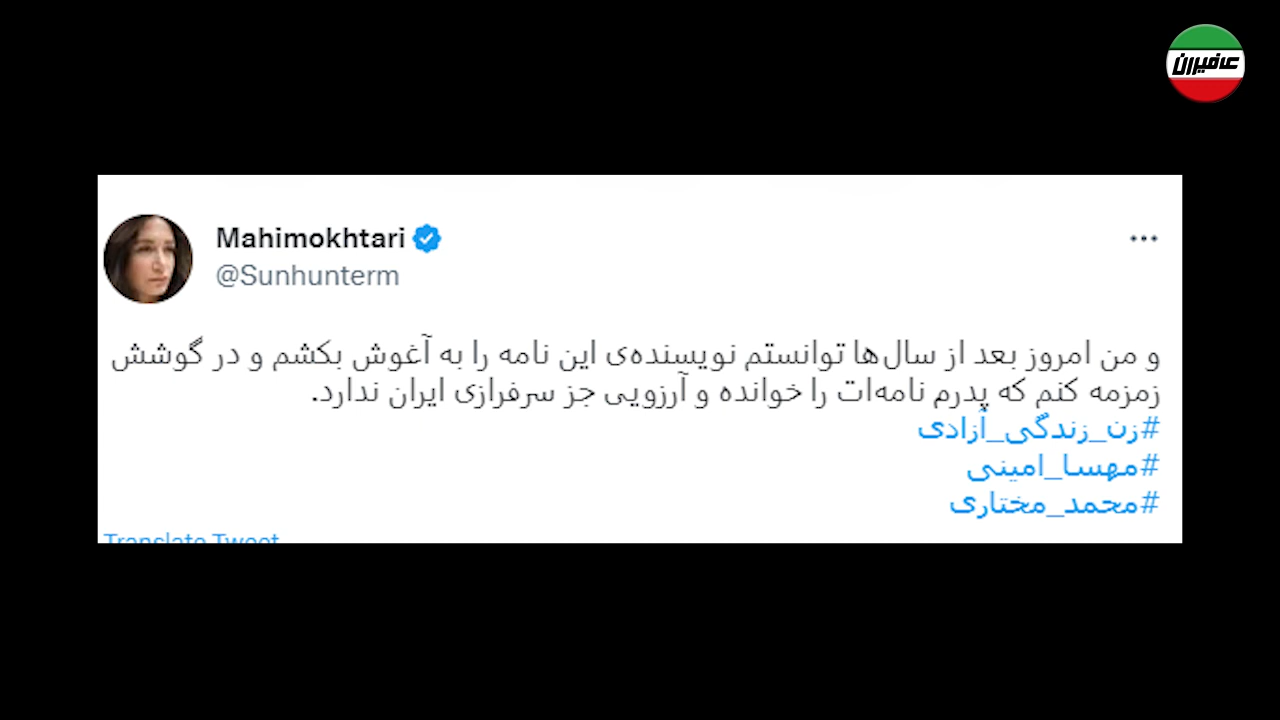 عافیران
Mahimokhtari
@Sunhunterm
و من امروز بعد از سال‌ها توانستم نویسنده‌ی این نامه را به آغوش بکشم و در گوشش
زمزمه کنم که پدرم نامه‌ات را خوانده و آرزویی جز سرفرازی ایران ندارد.
#زن_زندگی_آزادی
#مهسا_امینی
#محمد_مختاری
Translate Tweet